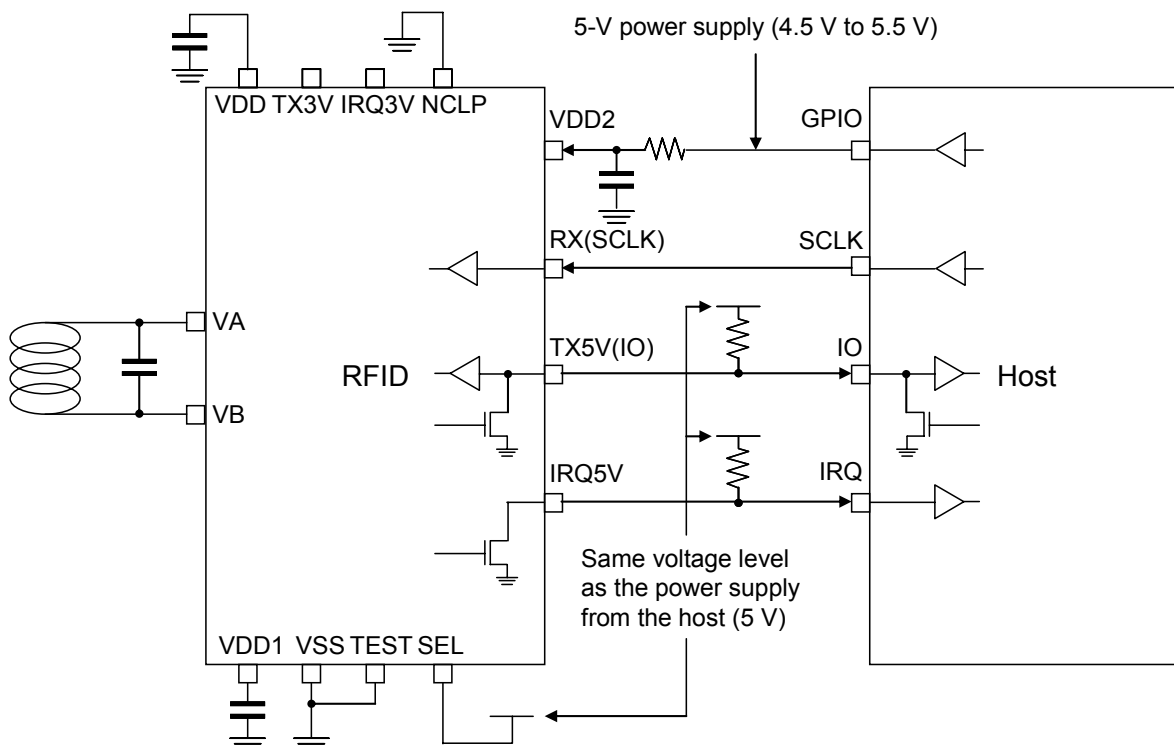 5-V power supply (4.5 V to 5.5 V)
VDD TX3V IRQ3V NCLP
VDD2
GPIO
RX(SCLK)
SCLK
VA
TX5V(IO)
IO
RFID
Host
VB
IRQ5V
IRQ
Same voltage level
as the power supply
from the host (5 V)
VDD1 VSS TEST SEL